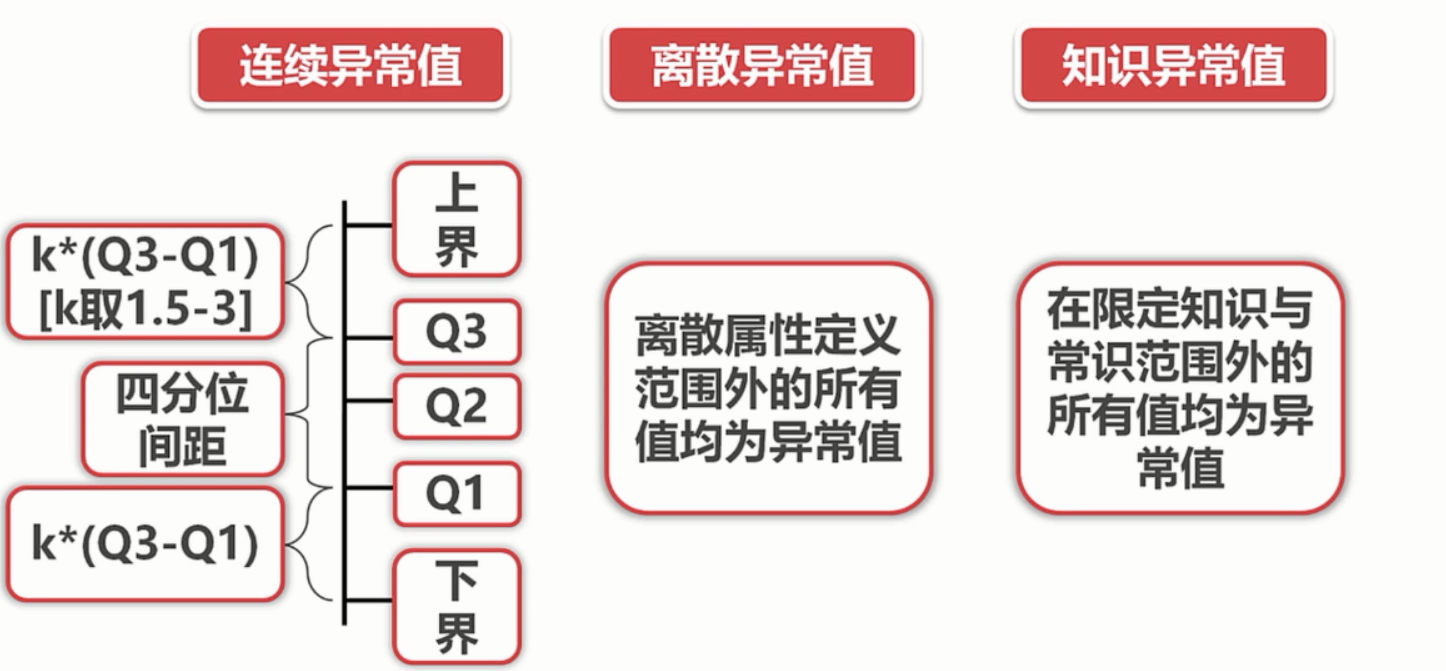 连续异常值
离散异常值
知识异常值
k*(Q3-Q1)
[k取1.5-3]
四分位
间距
k*(Q3-Q1)
上
界
Q3
Q2
Q1
下
界
离散属性定义
范围外的所有
值均为异常值
在限定知识与
常识范围外的
所有值均为异
常值